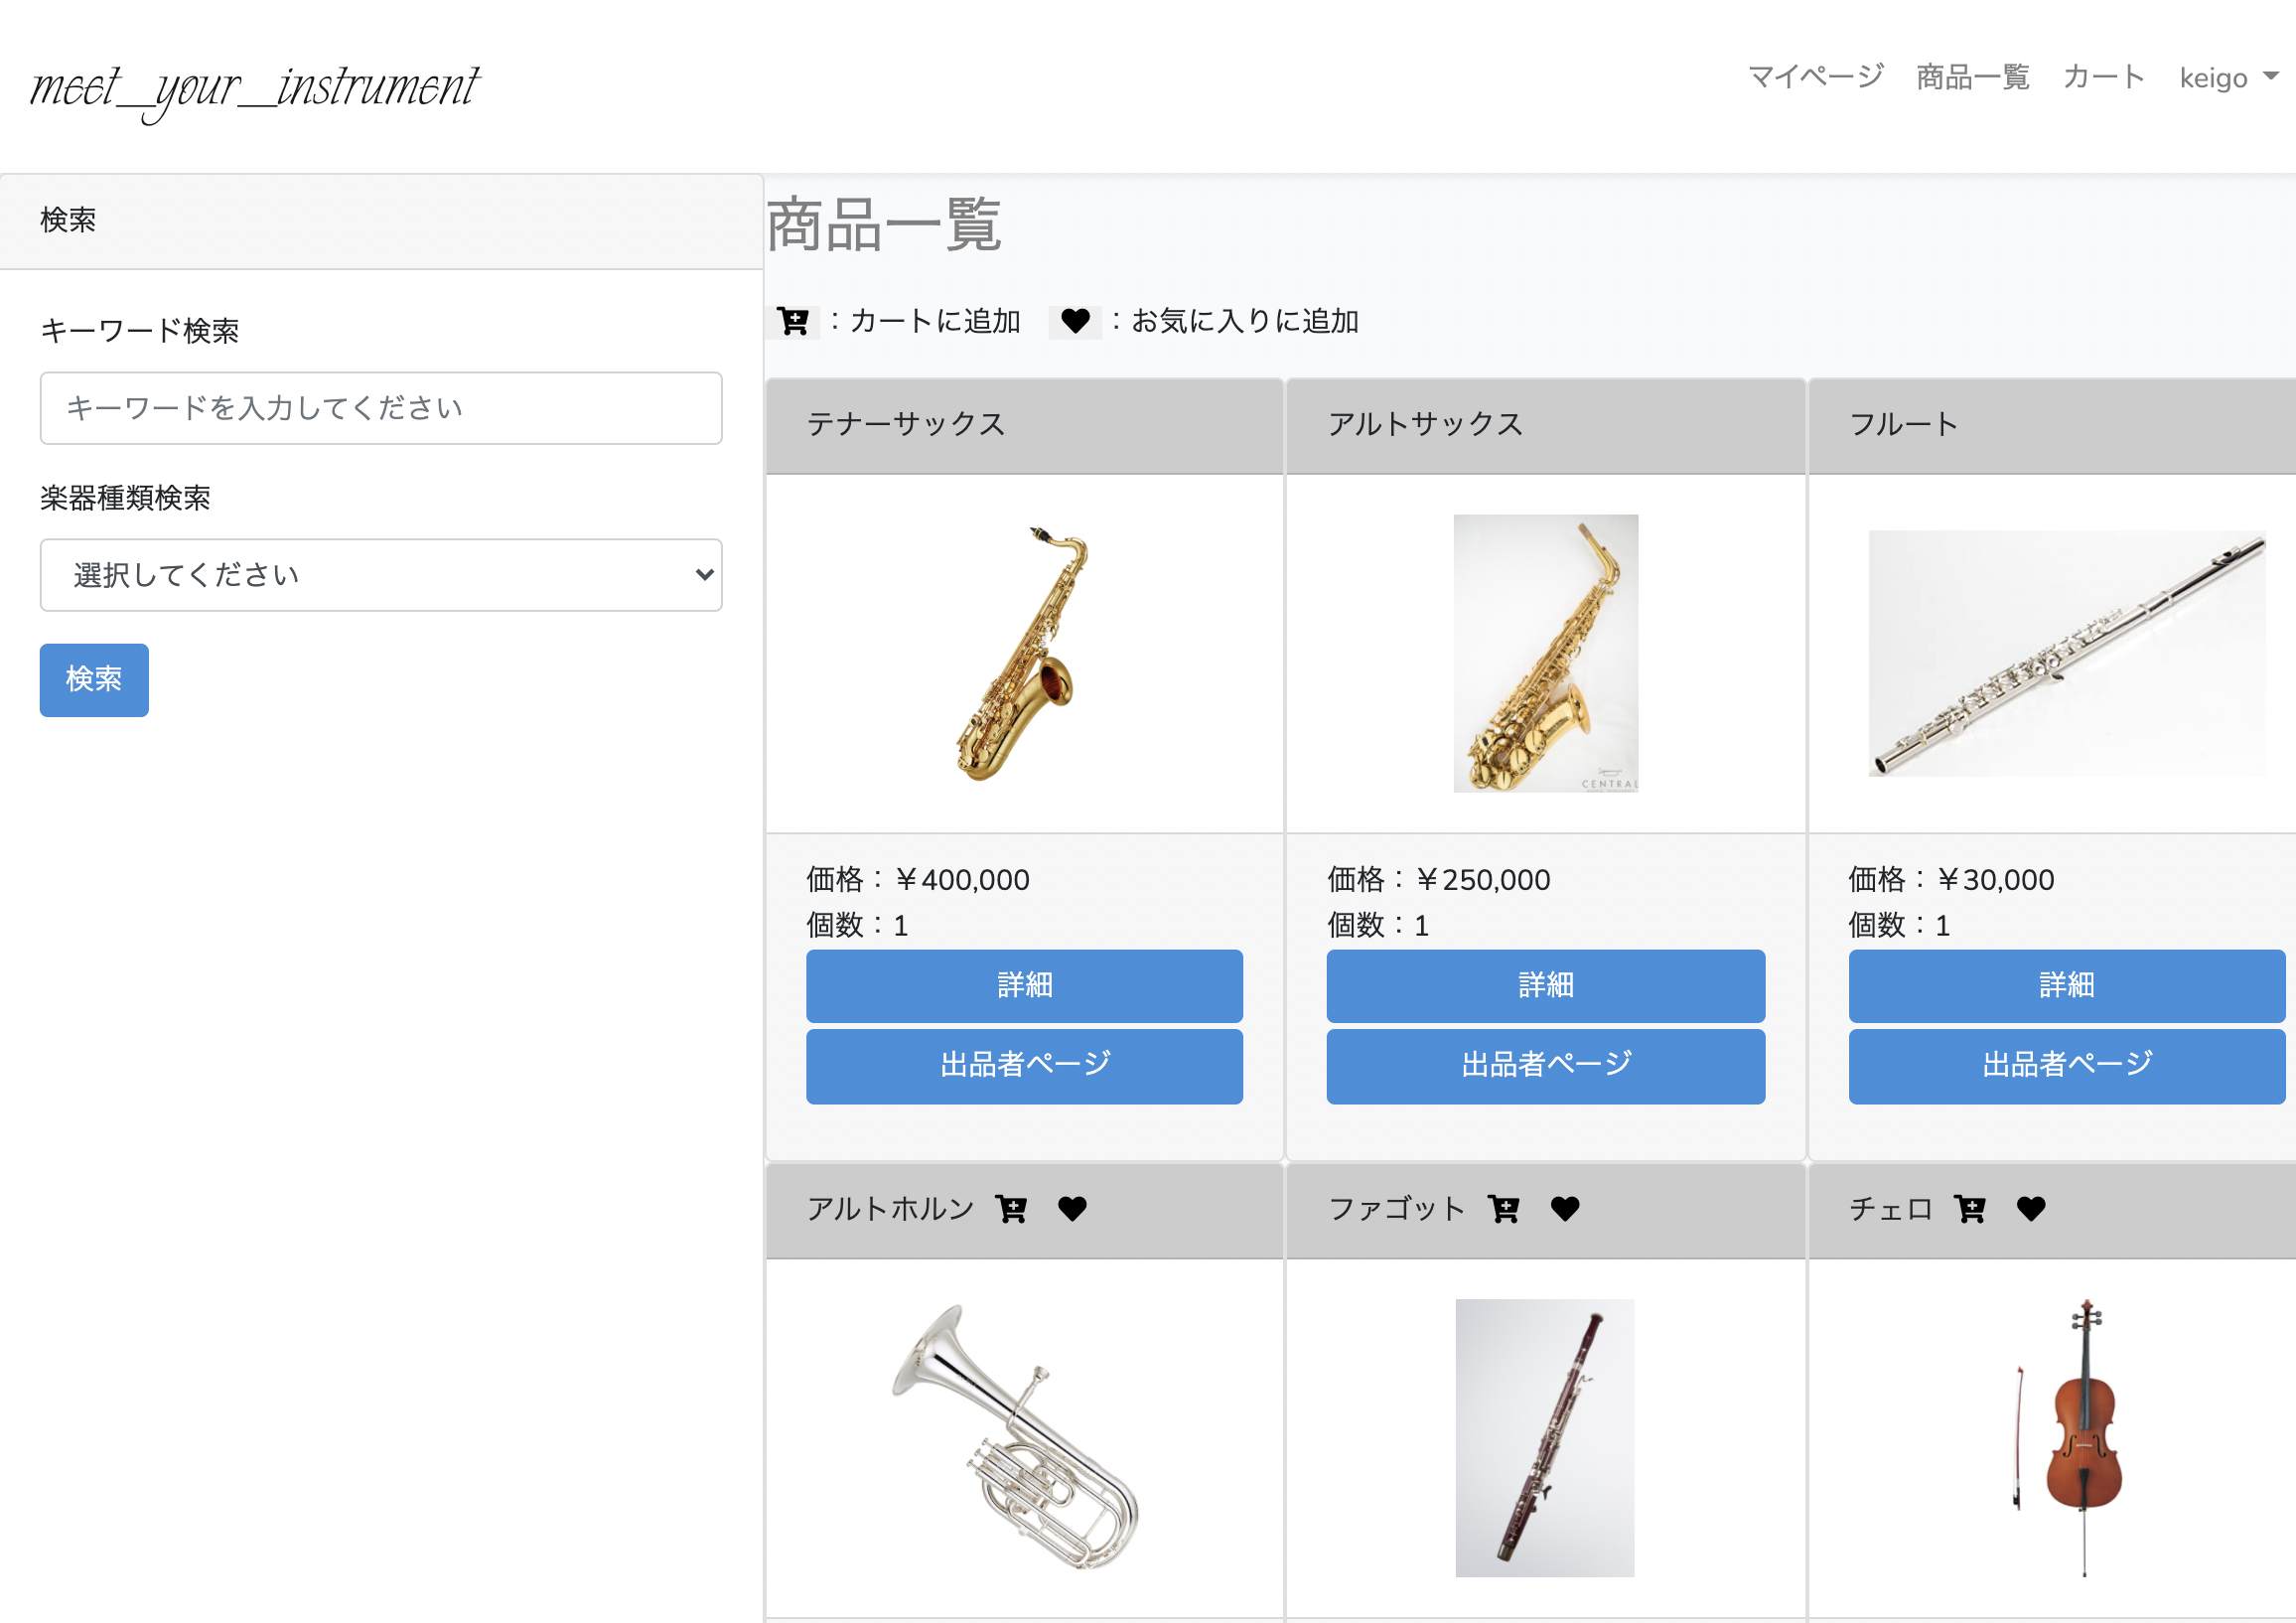 meet_your_instrument
マイページ 商品一覧 カート keigo
検索
キーワード検索
キーワードを入力してください
楽器種類検索
選択してください
検索
商品一覧
：カートに追加 ：お気に入りに追加
テナーサックス
アルトサックス
フルート
CENTRAL
価格：￥400,000
個数：1
詳細
出品者ページ
価格：￥250,000
個数：1
詳細
出品者ページ
価格：￥30,000
個数：1
詳細
出品者ページ
アルトホルン
ファゴット
チェロ